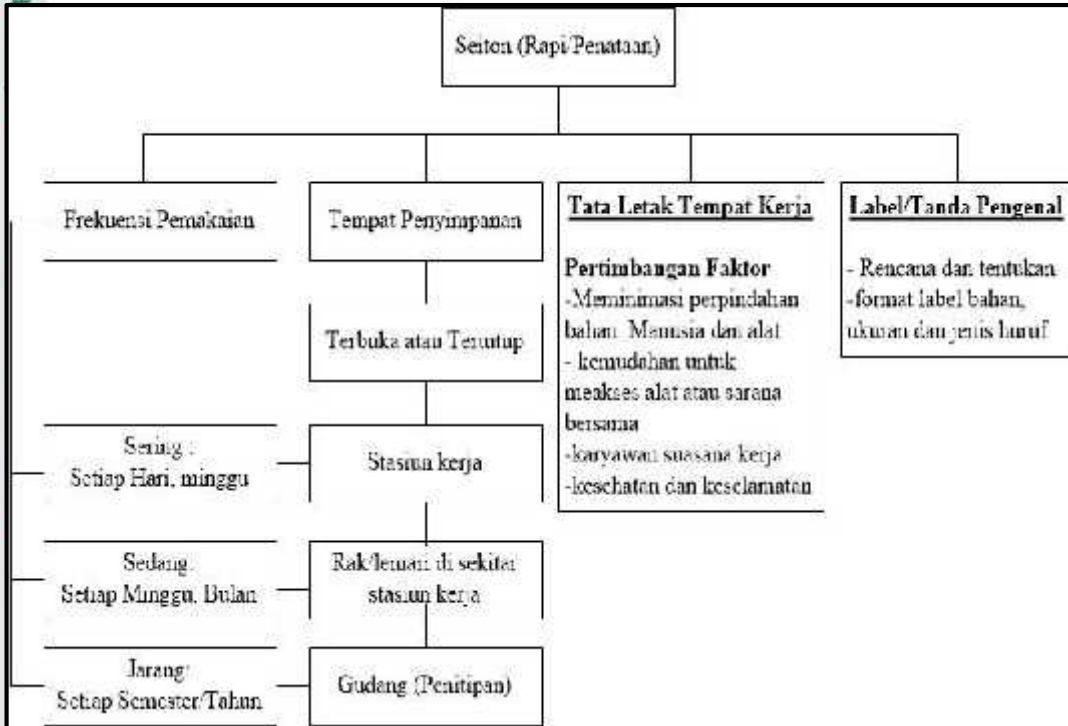 Seiton (Rapi/Penataan)
Frekuensi Pemakaian
Tempat Penyimpanan
Tata Letak Tempat Kerja
Label/Tanda Pengenal
Pertimbangan Faktor
-Meminimasi perpindahan
bahan. Manusia dan alat
- kemudahan untuk
meakses alat atau sarana
bersama
-karyawan suasana kerja
-kesehatan dan keselamatan
- Rencana dan tentukan
-format label bahan,
ukuran dan jenis huruf
Terbuka atau Tertutup
Sering :
Setiap Hari, minggu
Stasiun kerja
Sedang:
Setiap Minggu, Bulan
Rak/lemari di sekitar
stasiun kerja
Jarang:
Setiap Semester/Tahun
Gudang (Penitipan)